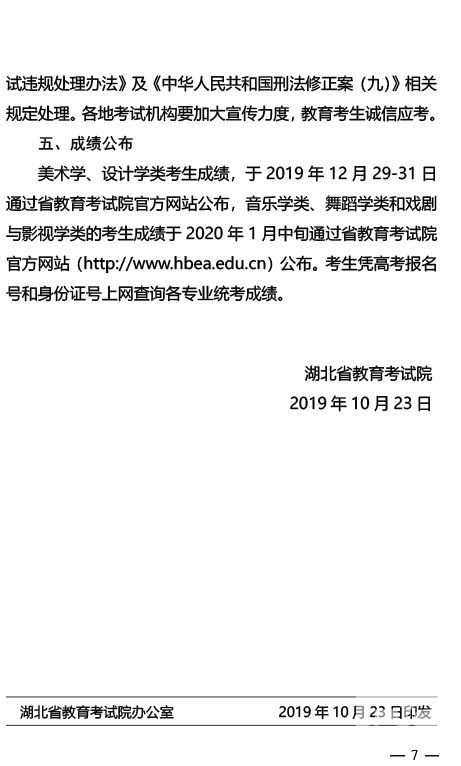 试违规处理办法》及《中华人民共和国刑法修正案（九）》相关
规定处理。各地考试机构要加大宣传力度，教育考生诚信应考。
五、成绩公布
美术学、设计学类考生成绩，于 2019 年 12 月 29-31 日
通过省教育考试院官方网站公布，音乐学类、舞蹈学类和戏剧
与影视学类的考生成绩于 2020 年 1 月中旬通过省教育考试院
官方网站（http://www.hbea.edu.cn）公布。考生凭高考报名
号和身份证号上网查询各专业统考成绩。
湖北省教育考试院
2019 年 10 月 23 日
湖北省教育考试院办公室 2019 年 10 月 23 日印发
— 7 —